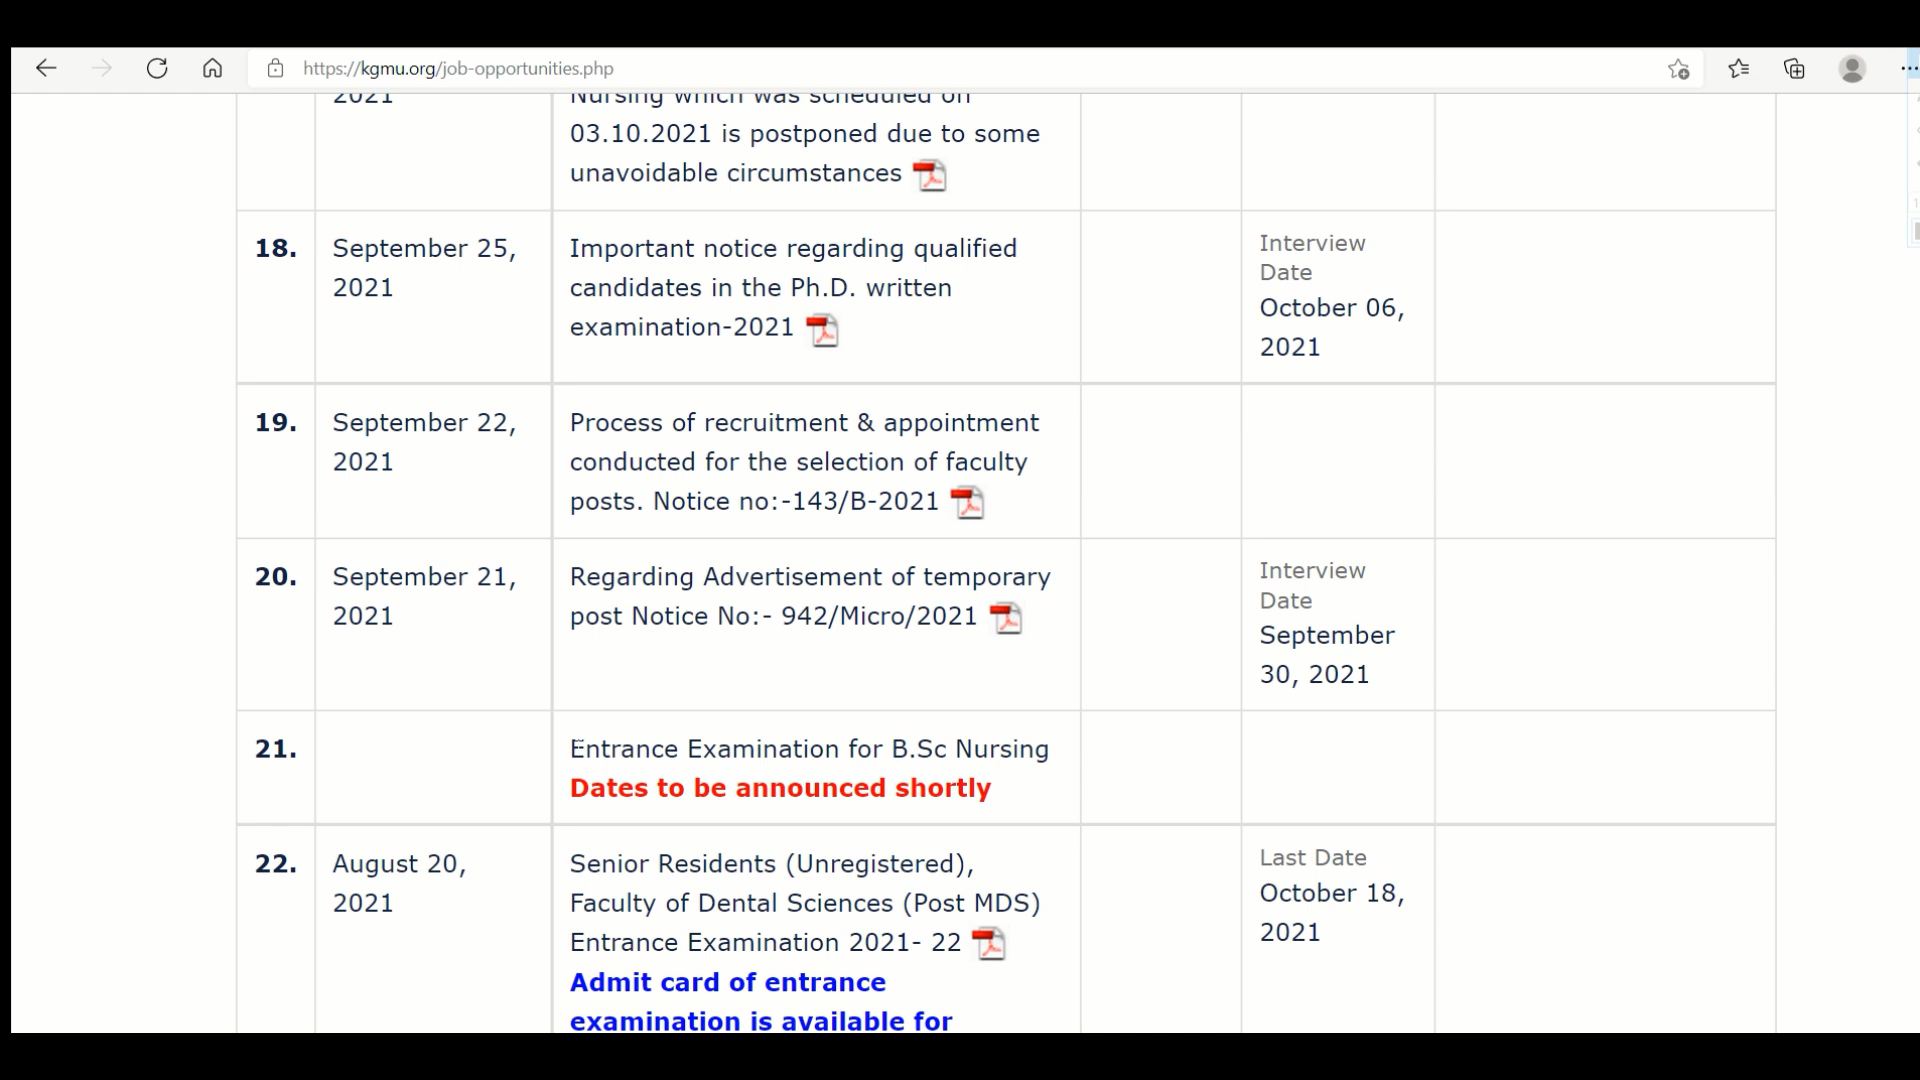 https://kgmu.org/job-opportunities.php
2021
Nursing which was scheduled on
03.10.2021 is postponed due to some
unavoidable circumstances
18.
September 25,
2021
Important notice regarding qualified
candidates in the Ph.D. written
examination-2021
Interview
Date
October 06,
2021
19.
September 22,
2021
Process of recruitment & appointment
conducted for the selection of faculty
posts. Notice no:-143/B-2021
20.
September 21,
2021
Regarding Advertisement of temporary
post Notice No:- 942/Micro/2021
Interview
Date
September
30, 2021
21.
Entrance Examination for B.Sc Nursing
Dates to be announced shortly
22.
August 20,
2021
Senior Residents (Unregistered),
Faculty of Dental Sciences (Post MDS)
Entrance Examination 2021- 22
Admit card of entrance
examination is available for
Last Date
October 18,
2021